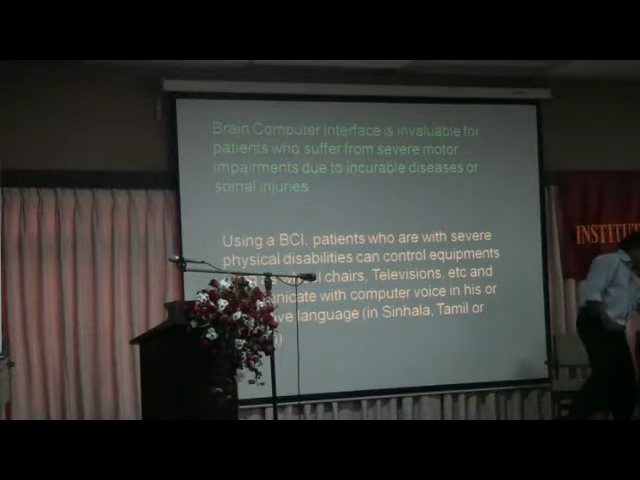 Brain Computer Interface is invaluable for
patients who suffer from severe motor
impairments due to incurable diseases or
spinal injuries.
Using a BCI, patients who are with severe
physical disabilities can control equipments
chairs, Televisions, etc and
with computer voice in his or
language (in Sinhala, Tamil or
INSTITUT